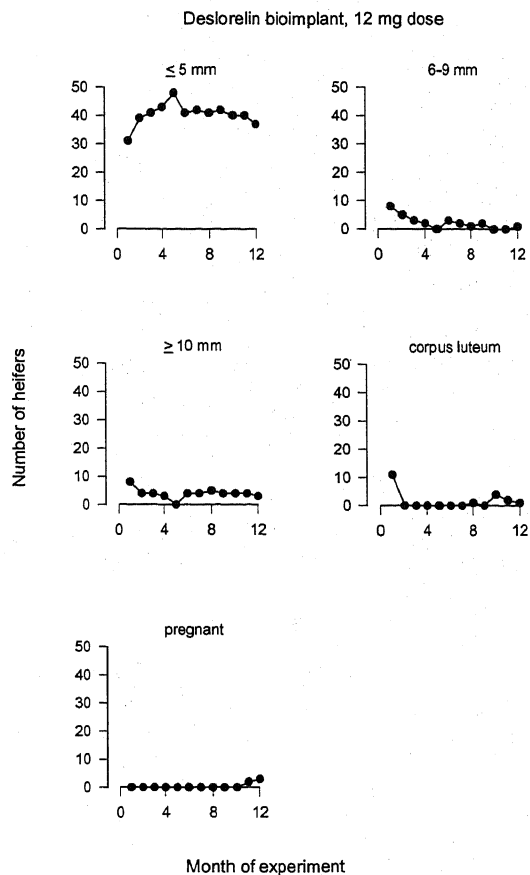 Deslorelin bioimplant, 12 mg dose
≤ 5 mm
50
40
30
20
10
0
0 4 8 12
6-9 mm
50
40
30
20
10
0
0 4 8 12
≥ 10 mm
50
40
30
20
10
0
0 4 8 12
corpus luteum
50
40
30
20
10
0
0 4 8 12
pregnant
50
40
30
20
10
0
0 4 8 12
Number of heifers
Month of experiment